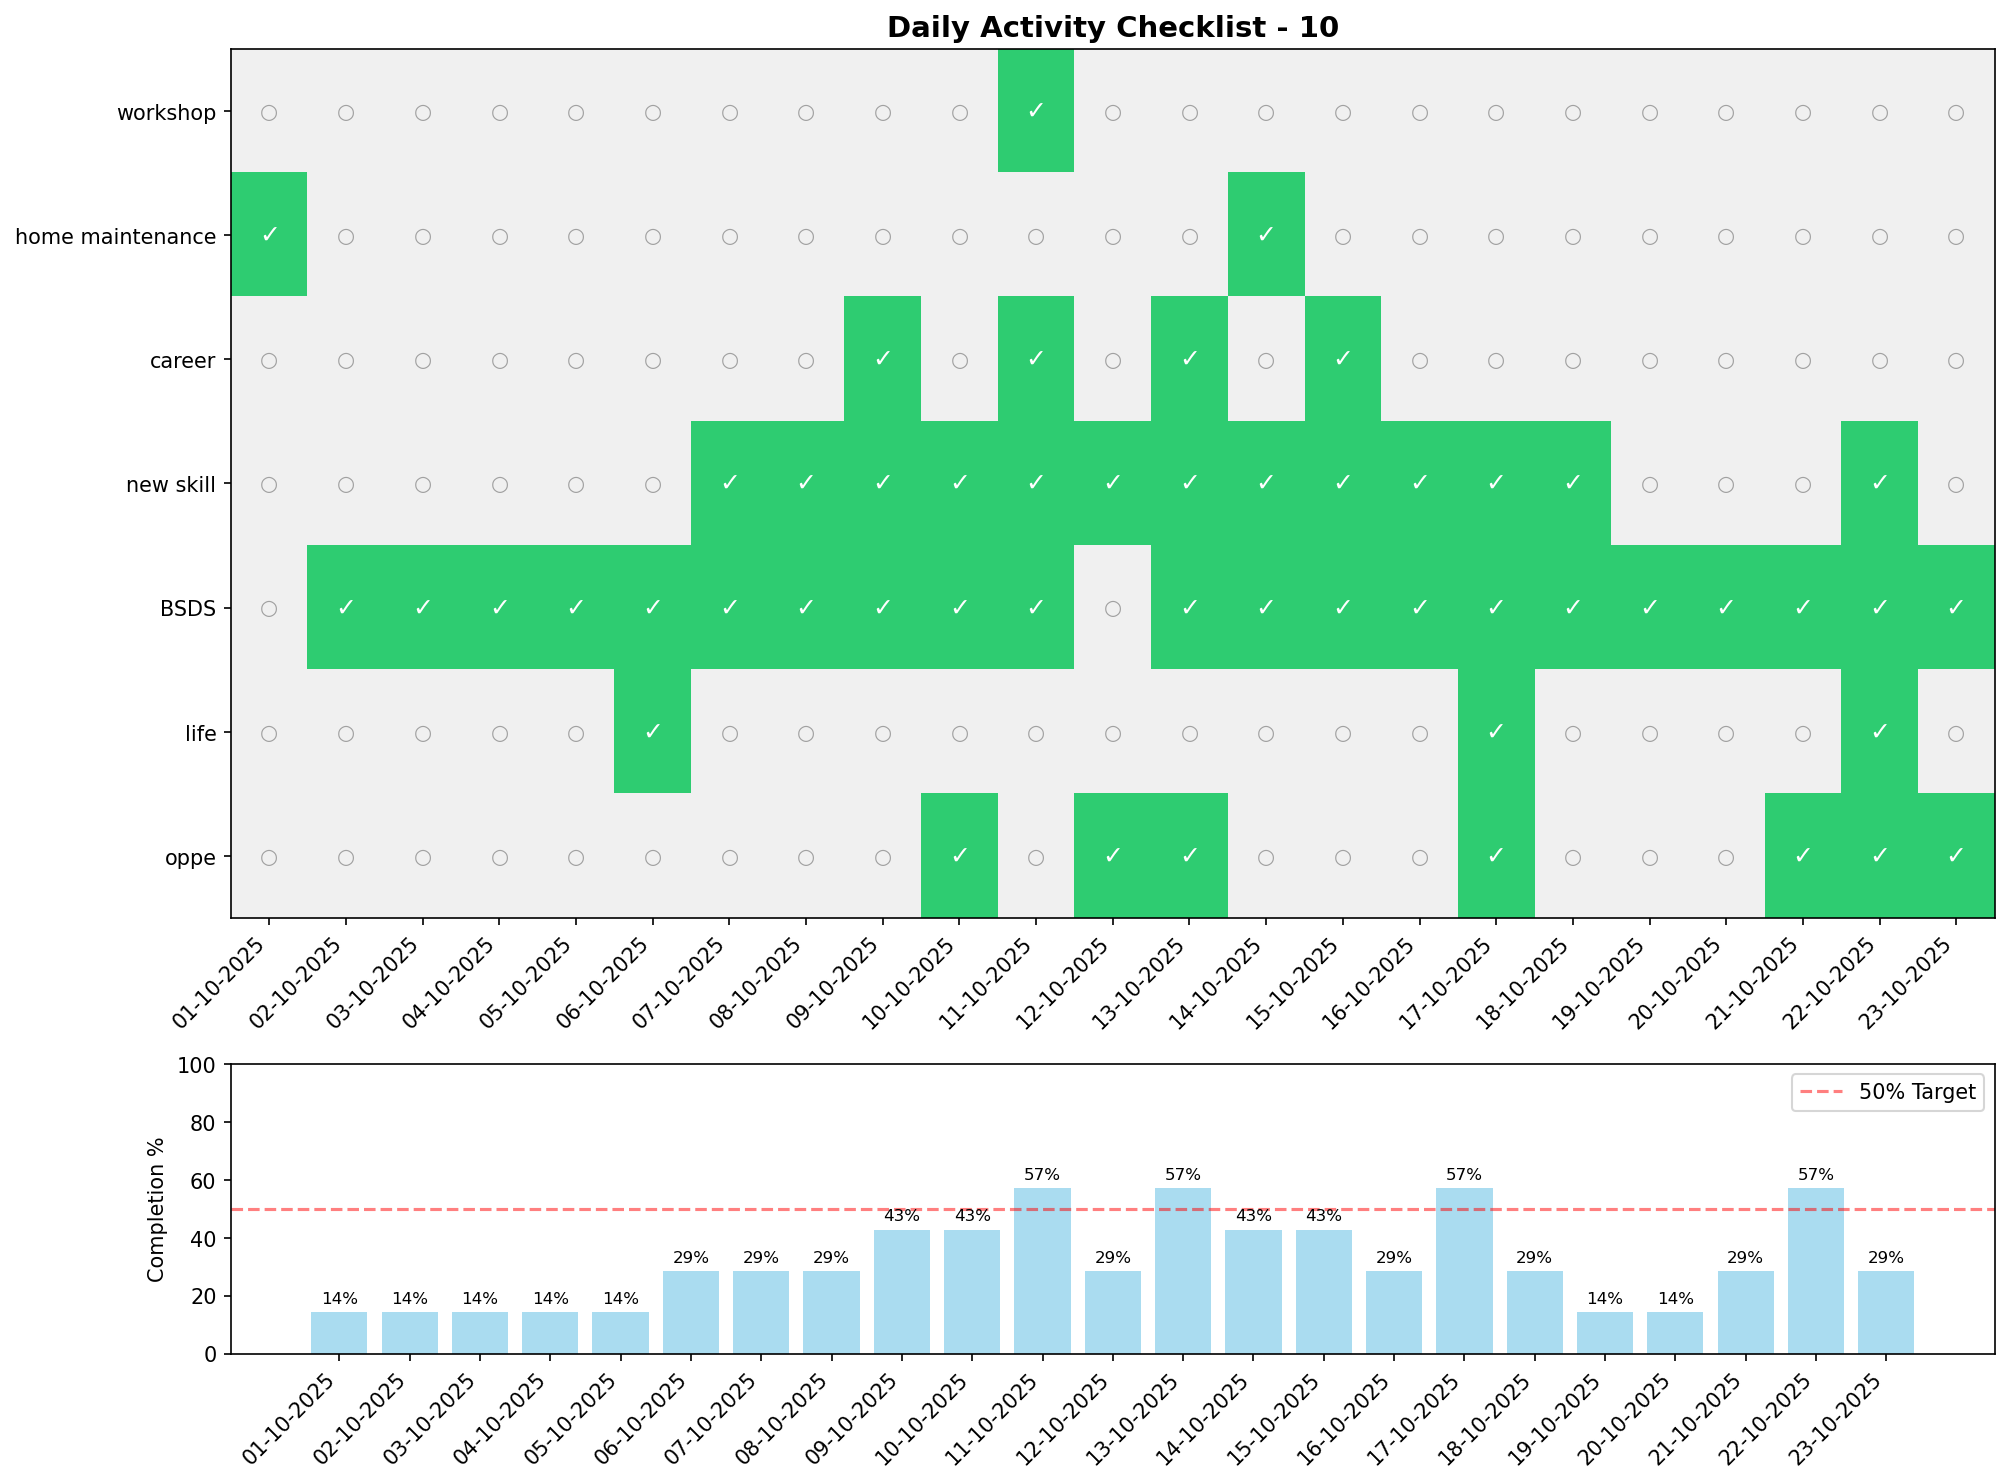 Daily Activity Checklist - 10
workshop ○ ○ ○ ○ ○ ○ ○ ○ ○ ○ ✓ ○ ○ ○ ○ ○ ○ ○ ○ ○ ○ ○ ○
home maintenance ✓ ○ ○ ○ ○ ○ ○ ○ ○ ○ ○ ○ ○ ✓ ○ ○ ○ ○ ○ ○ ○ ○ ○
career ○ ○ ○ ○ ○ ○ ○ ○ ✓ ○ ✓ ○ ✓ ○ ✓ ○ ○ ○ ○ ○ ○ ○ ○
new skill ○ ○ ○ ○ ○ ○ ✓ ✓ ✓ ✓ ✓ ✓ ✓ ✓ ✓ ✓ ✓ ✓ ○ ○ ○ ✓ ○
BSDS ○ ✓ ✓ ✓ ✓ ✓ ✓ ✓ ✓ ✓ ✓ ○ ✓ ✓ ✓ ✓ ✓ ✓ ✓ ✓ ✓ ✓ ✓
life ○ ○ ○ ○ ○ ✓ ○ ○ ○ ○ ○ ○ ○ ○ ○ ○ ✓ ○ ○ ○ ○ ✓ ○
oppe ○ ○ ○ ○ ○ ○ ○ ○ ○ ✓ ○ ✓ ✓ ○ ○ ○ ✓ ○ ○ ○ ✓ ✓ ✓
01-10-2025 02-10-2025 03-10-2025 04-10-2025 05-10-2025 06-10-2025 07-10-2025 08-10-2025 09-10-2025 10-10-2025 11-10-2025 12-10-2025 13-10-2025 14-10-2025 15-10-2025 16-10-2025 17-10-2025 18-10-2025 19-10-2025 20-10-2025 21-10-2025 22-10-2025 23-10-2025
Completion %
100
80
60
40
20
0
50% Target
14% 14% 14% 14% 14% 29% 29% 29% 43% 43% 57% 29% 57% 43% 43% 29% 57% 29% 14% 14% 29% 57% 29%
01-10-2025 02-10-2025 03-10-2025 04-10-2025 05-10-2025 06-10-2025 07-10-2025 08-10-2025 09-10-2025 10-10-2025 11-10-2025 12-10-2025 13-10-2025 14-10-2025 15-10-2025 16-10-2025 17-10-2025 18-10-2025 19-10-2025 20-10-2025 21-10-2025 22-10-2025 23-10-2025